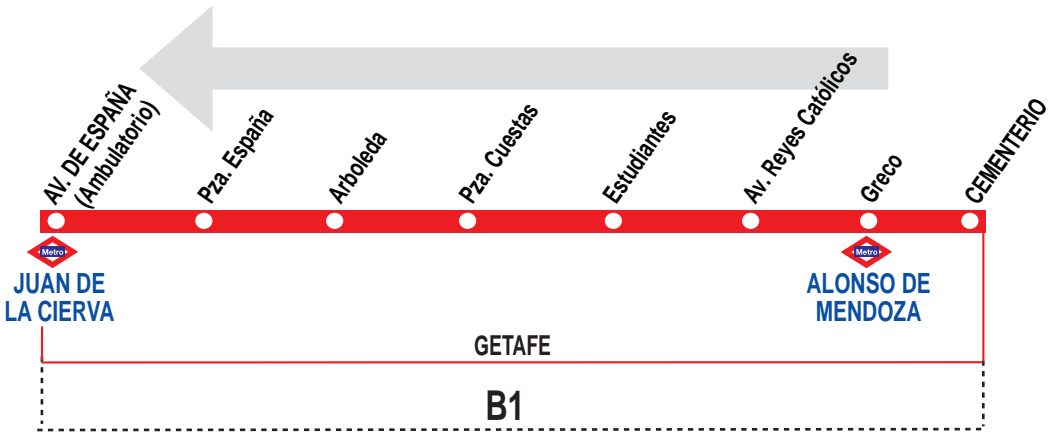 AV. DE ESPAÑA
(Ambulatorio)
Pza. España
Arboleda
Pza. Cuestas
Estudiantes
Av. Reyes Católicos
Greco
CEMENTERIO
Metro
JUAN DE
LA CIERVA
Metro
ALONSO DE
MENDOZA
GETAFE
B1